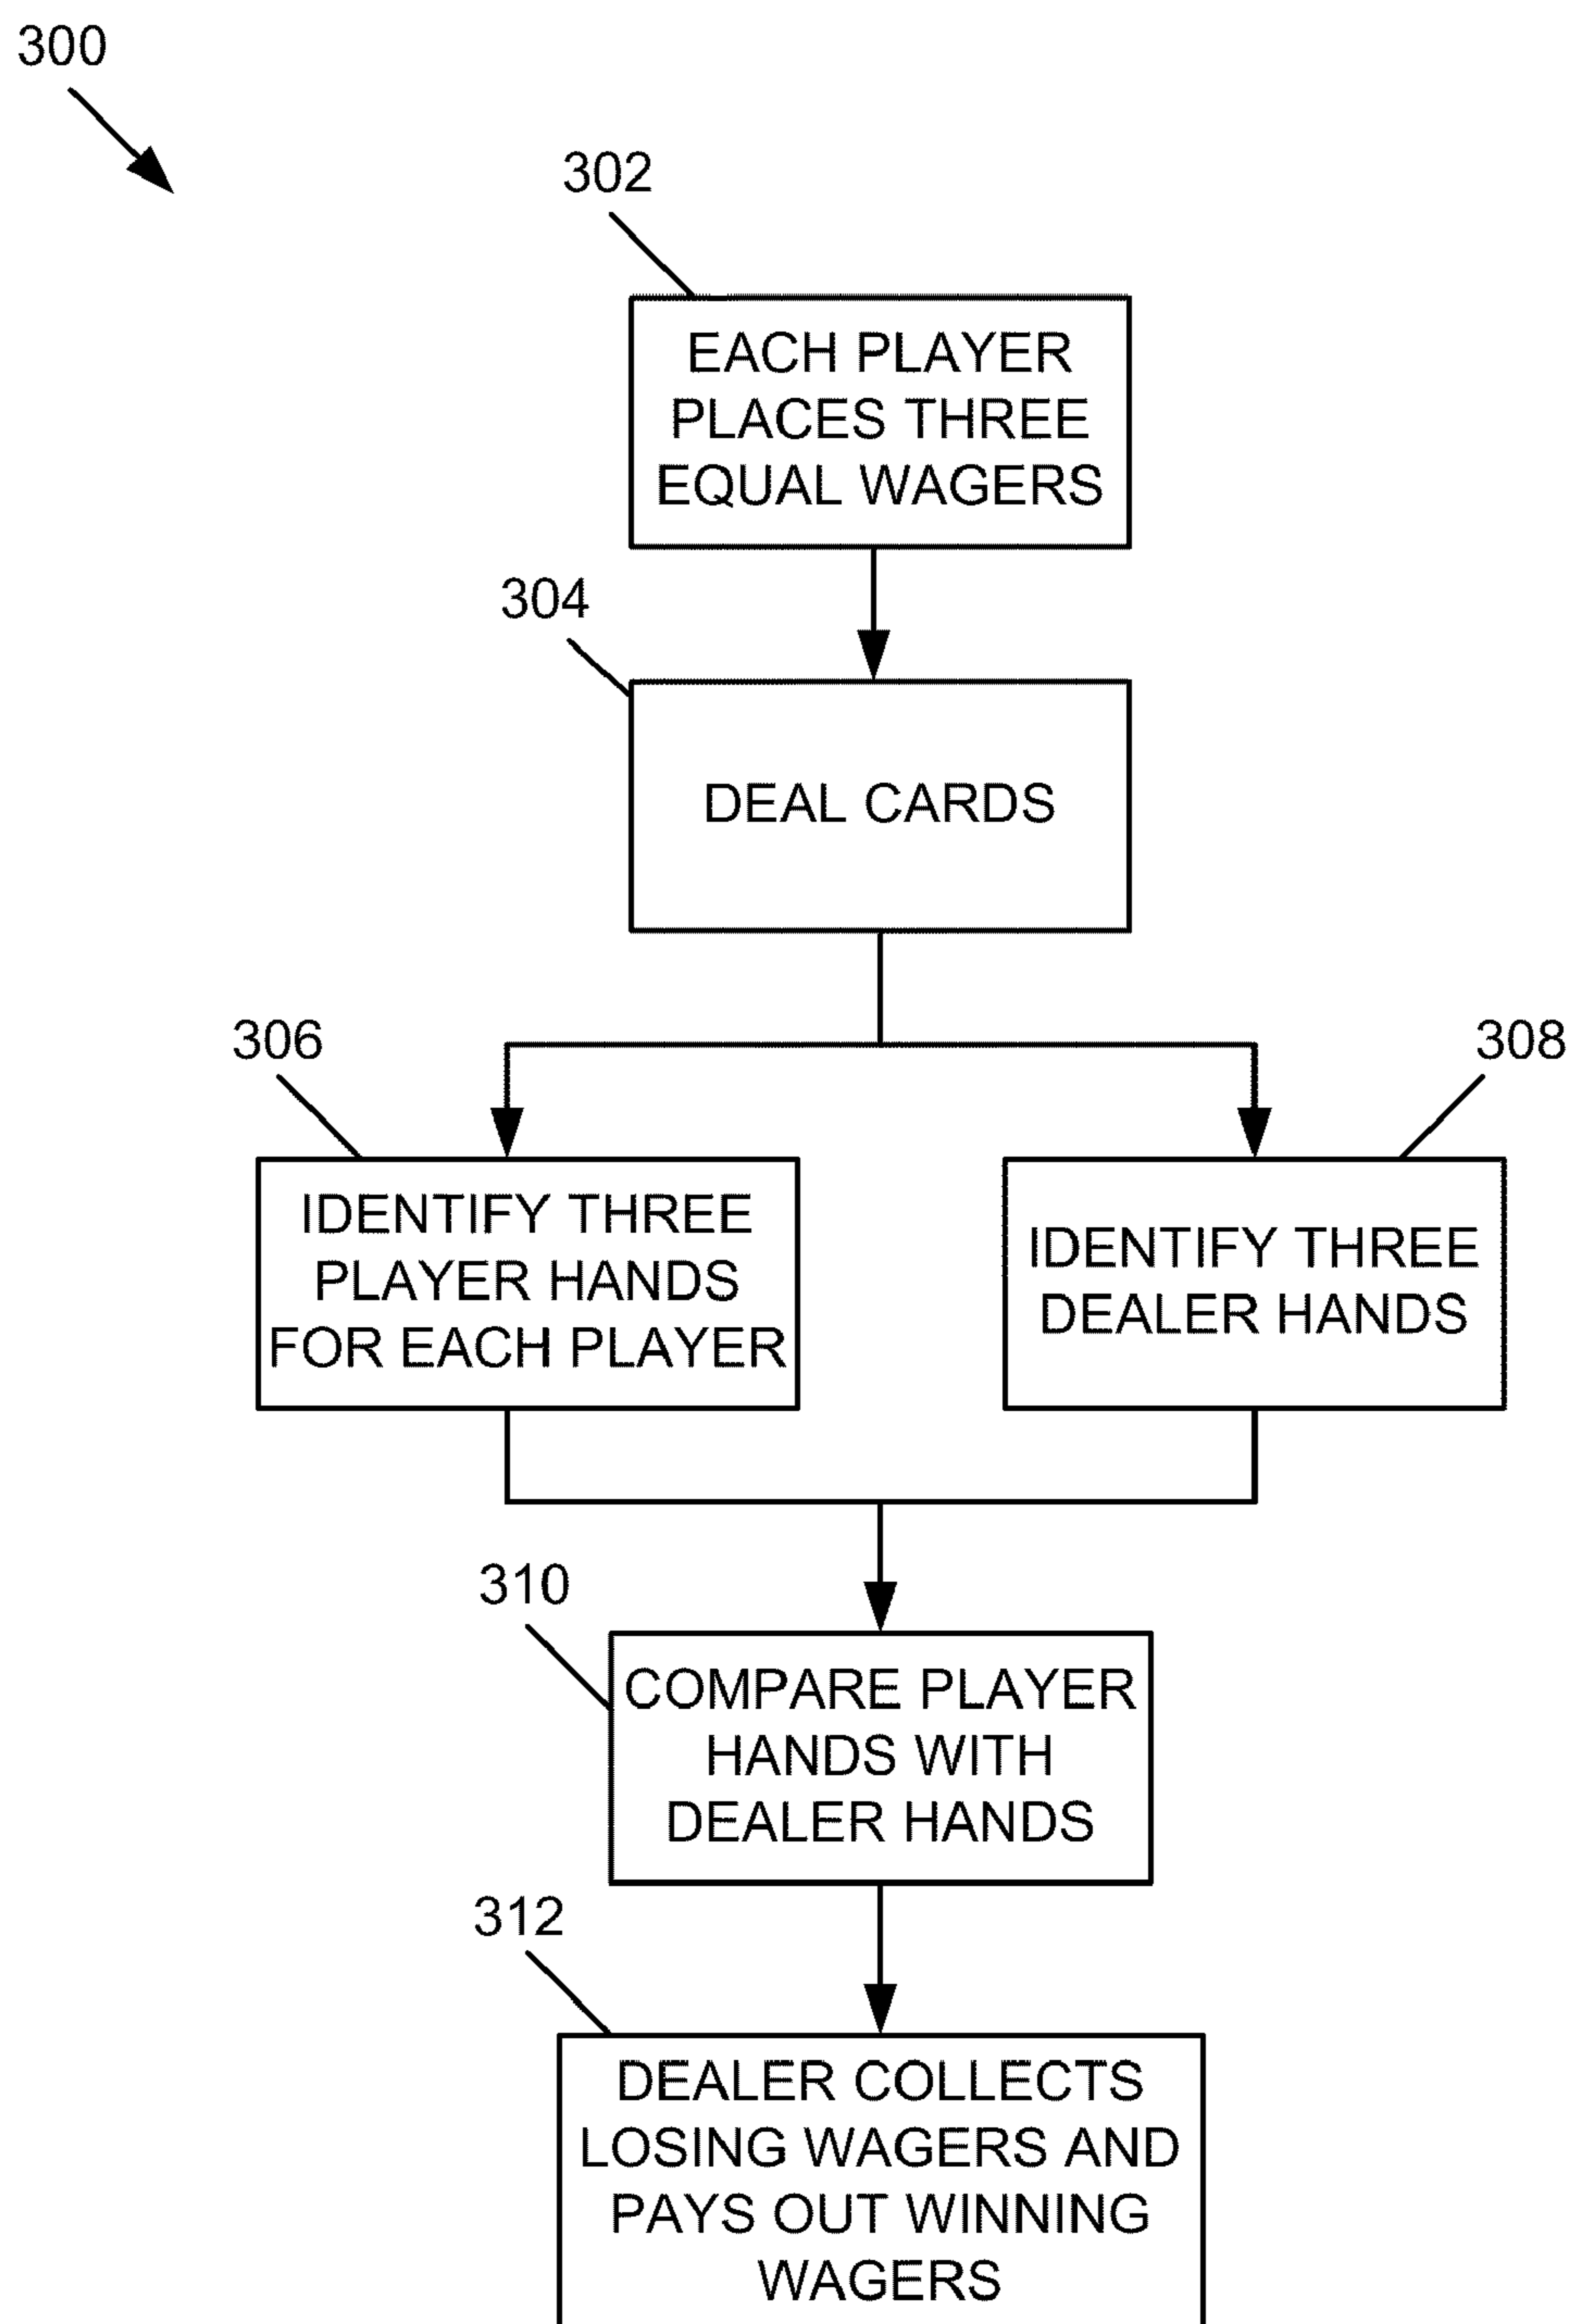 300
302
EACH PLAYER
PLACES THREE
EQUAL WAGERS
304
DEAL CARDS
306
308
IDENTIFY THREE
PLAYER HANDS
FOR EACH PLAYER
IDENTIFY THREE
DEALER HANDS
310
COMPARE PLAYER
HANDS WITH
DEALER HANDS
312
DEALER COLLECTS
LOSING WAGERS AND
PAYS OUT WINNING
WAGERS